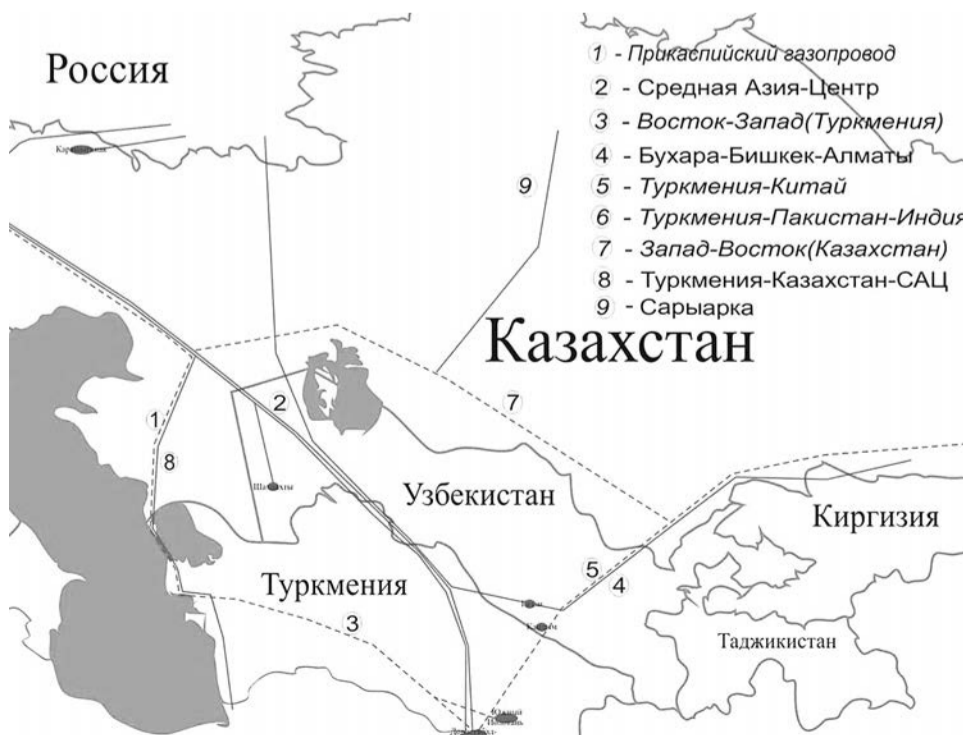 Россия
1 - Прикаспийский газопровод
2 - Средная Азия-Центр
3 - Восток-Запад(Туркмения)
4 - Бухара-Бишкек-Алматы
5 - Туркмения-Китай
6 - Туркмения-Пакистан-Индия
7 - Запад-Восток(Казахстан)
8 - Туркмения-Казахстан-САЦ
9 - Сарыарка
9
Казахстан
1
2
7
8
Узбекистан
Киргизия
5
4
Туркмения
3
Таджикистан